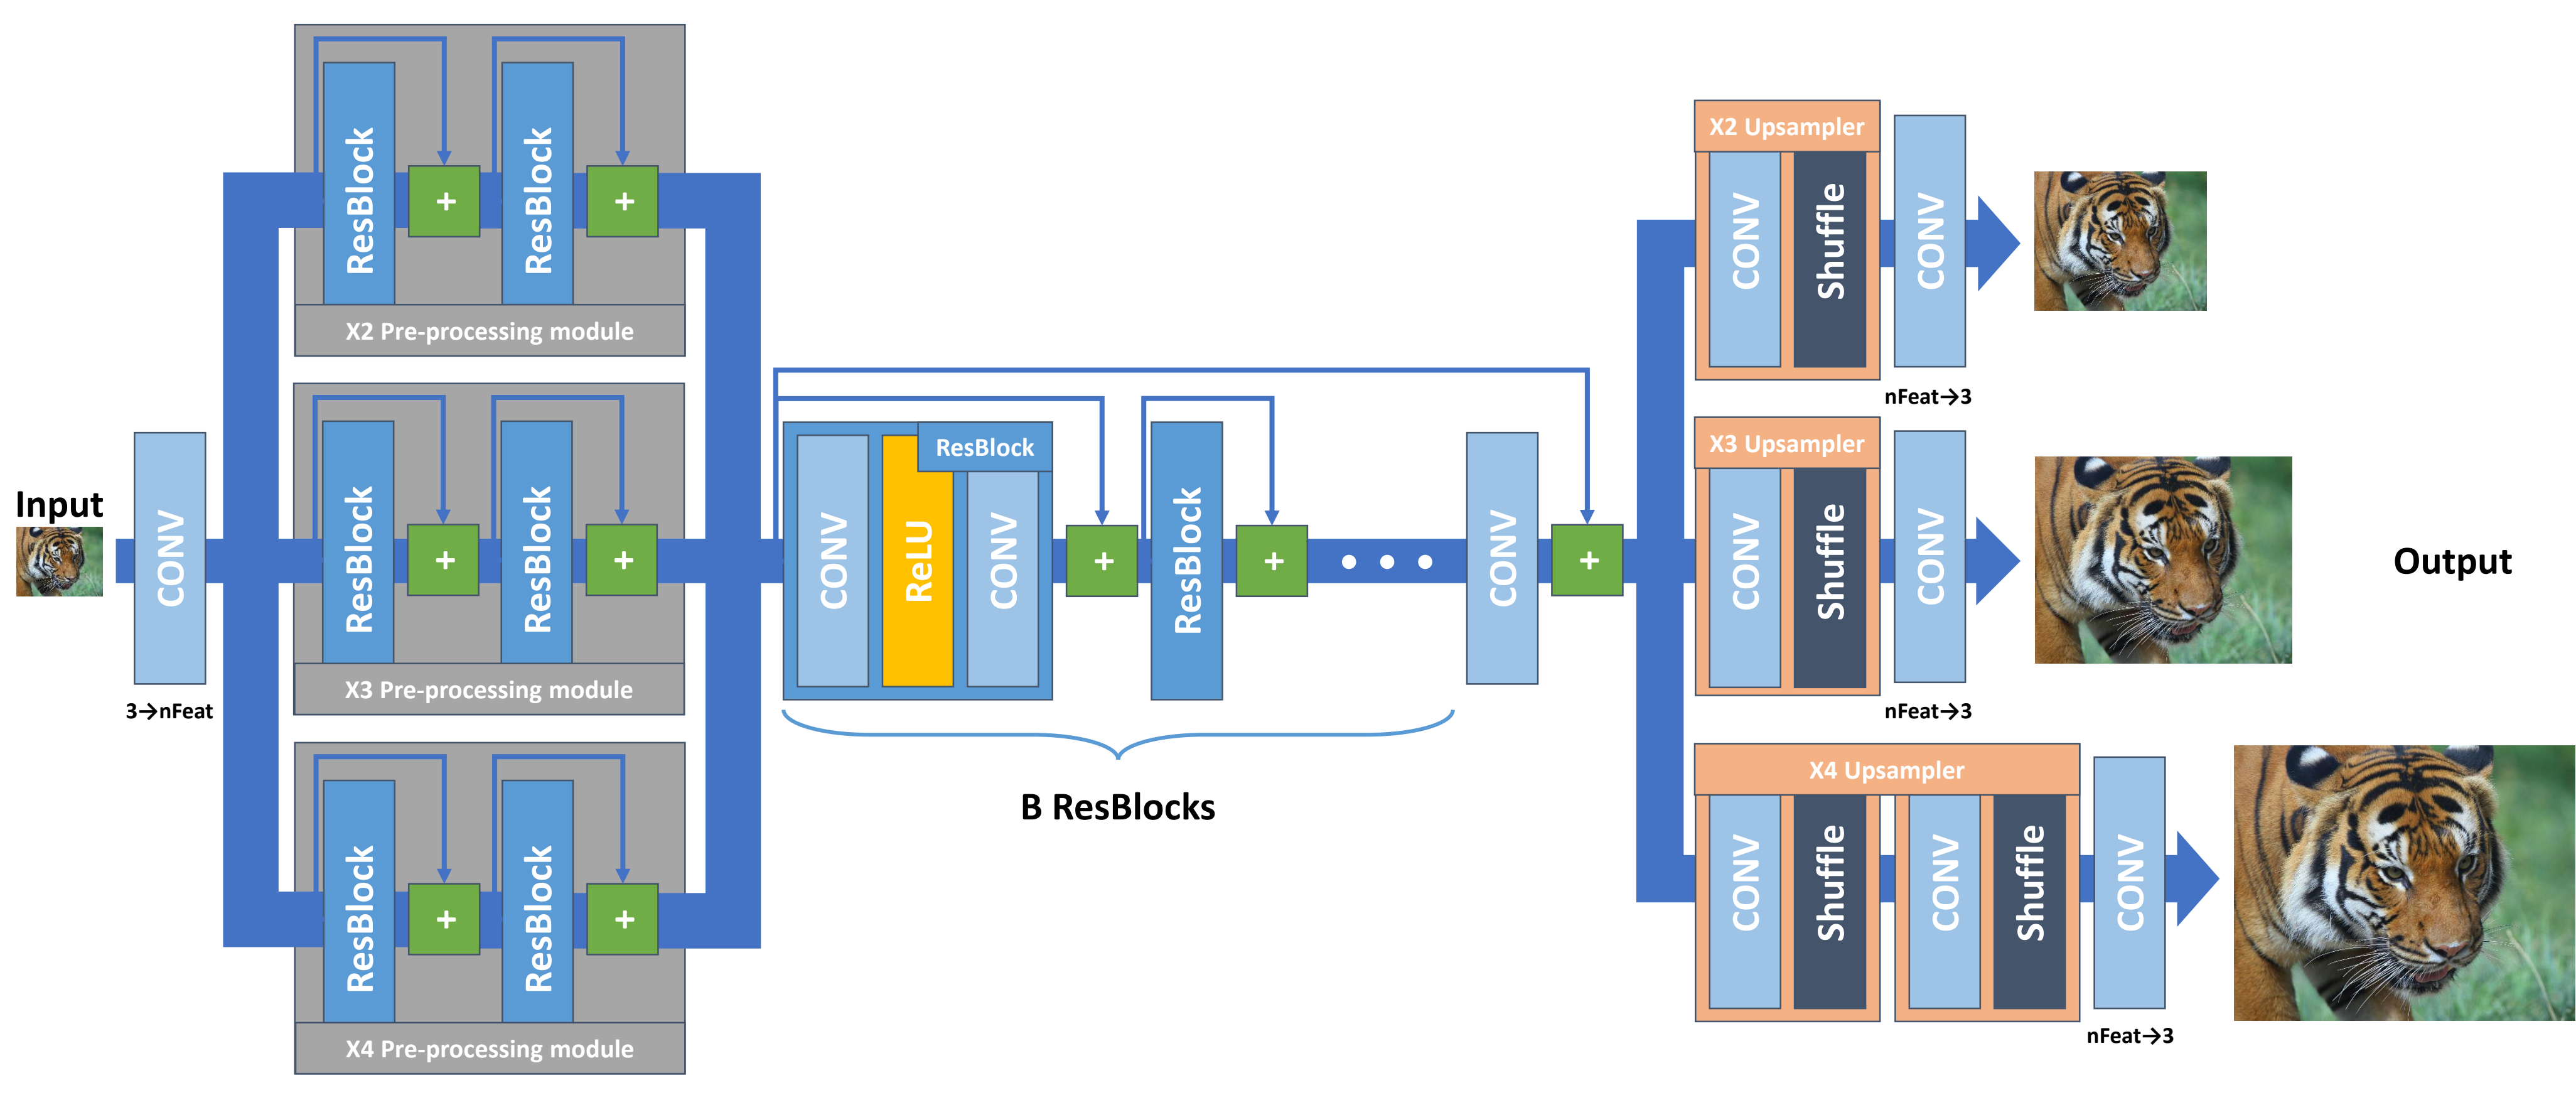 Input
CONV
3→nFeat
ResBlock
+
ResBlock
+
X2 Pre-processing module
ResBlock
+
ResBlock
+
X3 Pre-processing module
ResBlock
+
ResBlock
+
X4 Pre-processing module
ResBlock
CONV
ReLU
CONV
+
ResBlock
+
CONV
+
B ResBlocks
X2 Upsampler
CONV
Shuffle
CONV
nFeat→3
X3 Upsampler
CONV
Shuffle
CONV
nFeat→3
X4 Upsampler
CONV
Shuffle
CONV
Shuffle
CONV
nFeat→3
Output